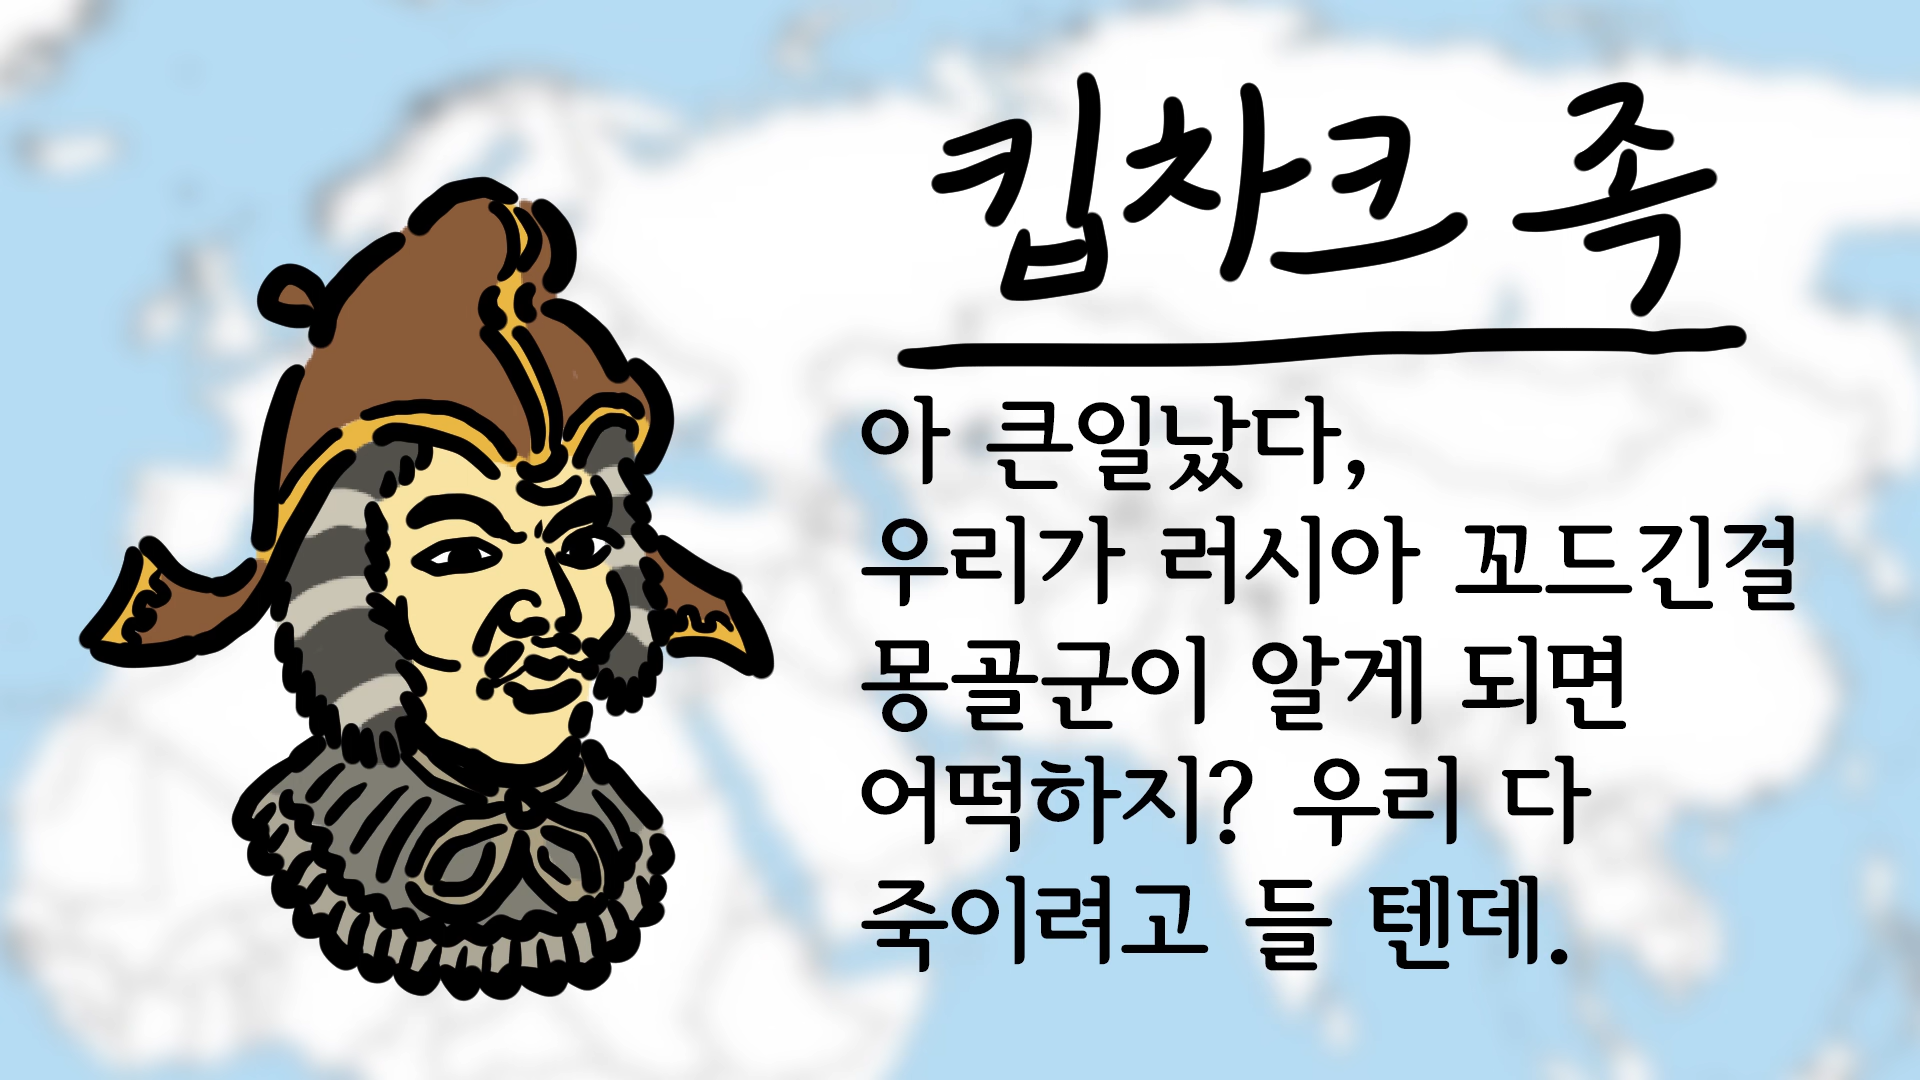 킵차크 족
아 큰일났다,
우리가 러시아 꼬드긴걸
몽골군이 알게 되면
어떡하지? 우리 다
죽이려고 들 텐데.